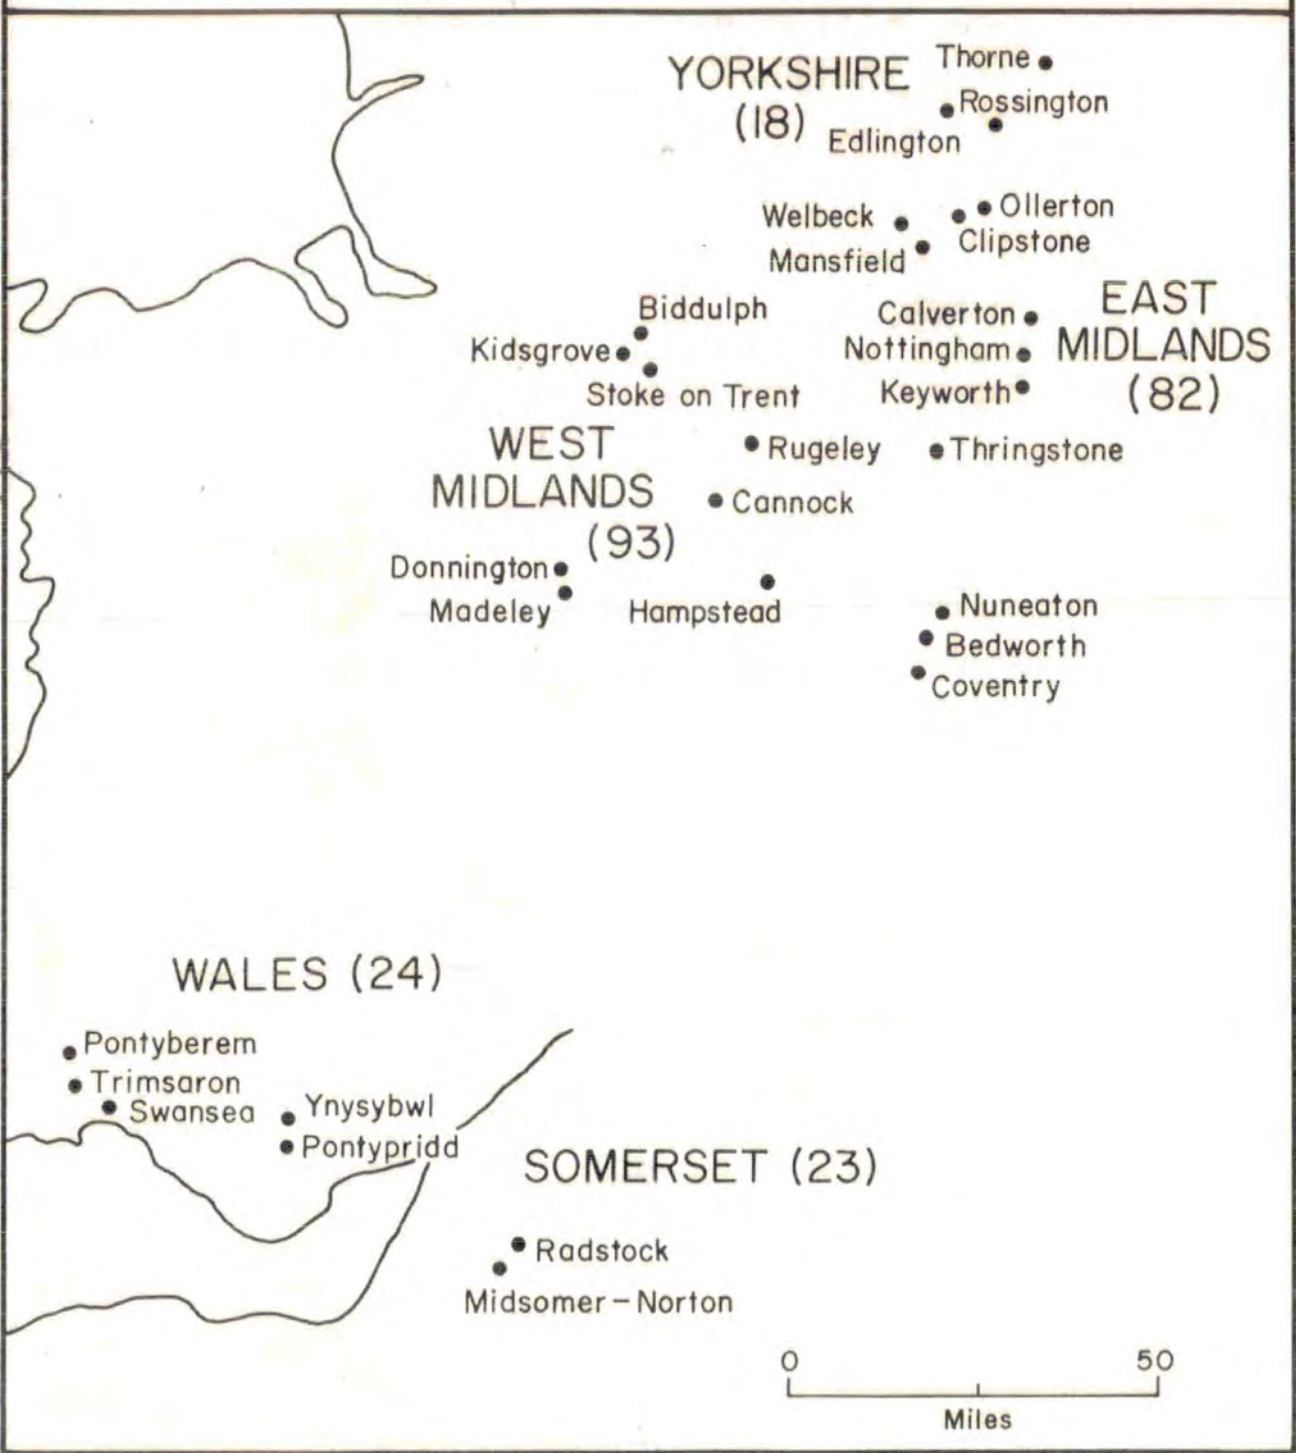 YORKSHIRE
(18)
Thorne
Rossington
Edlington
Welbeck
Ollerton
Clipstone
Mansfield
EAST
MIDLANDS
(82)
Biddulph
Kidsgrove
Stoke on Trent
Calverton
Nottingham
Keyworth
WEST
MIDLANDS
(93)
Rugeley
Thringstone
Cannock
Donnington
Madeley
Hampstead
Nuneaton
Bedworth
Coventry
WALES (24)
Pontyberem
Trimsaron
Swansea
Ynysybwl
Pontypridd
SOMERSET (23)
Radstock
Midsomer–Norton
0 50
Miles